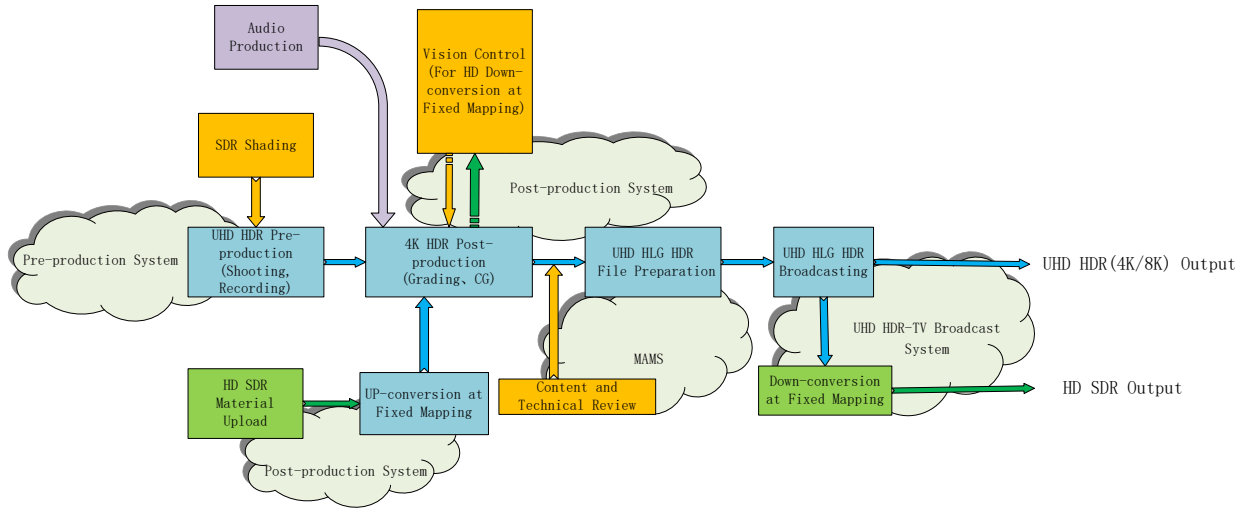 Audio
Production
Vision Control
(For HD Down-
conversion at
Fixed Mapping)
SDR Shading
Post-production System
Pre-production System
UHD HDR Pre-
production
(Shooting,
Recording)
4K HDR Post-
production
(Grading、CG)
UHD HLG HDR
File Preparation
UHD HLG HDR
Broadcasting
UHD HDR(4K/8K) Output
UHD HDR-TV Broadcast
System
MAMS
HD SDR
Material
Upload
UP-conversion at
Fixed Mapping
Content and
Technical Review
Down-conversion
at Fixed Mapping
HD SDR Output
Post-production System